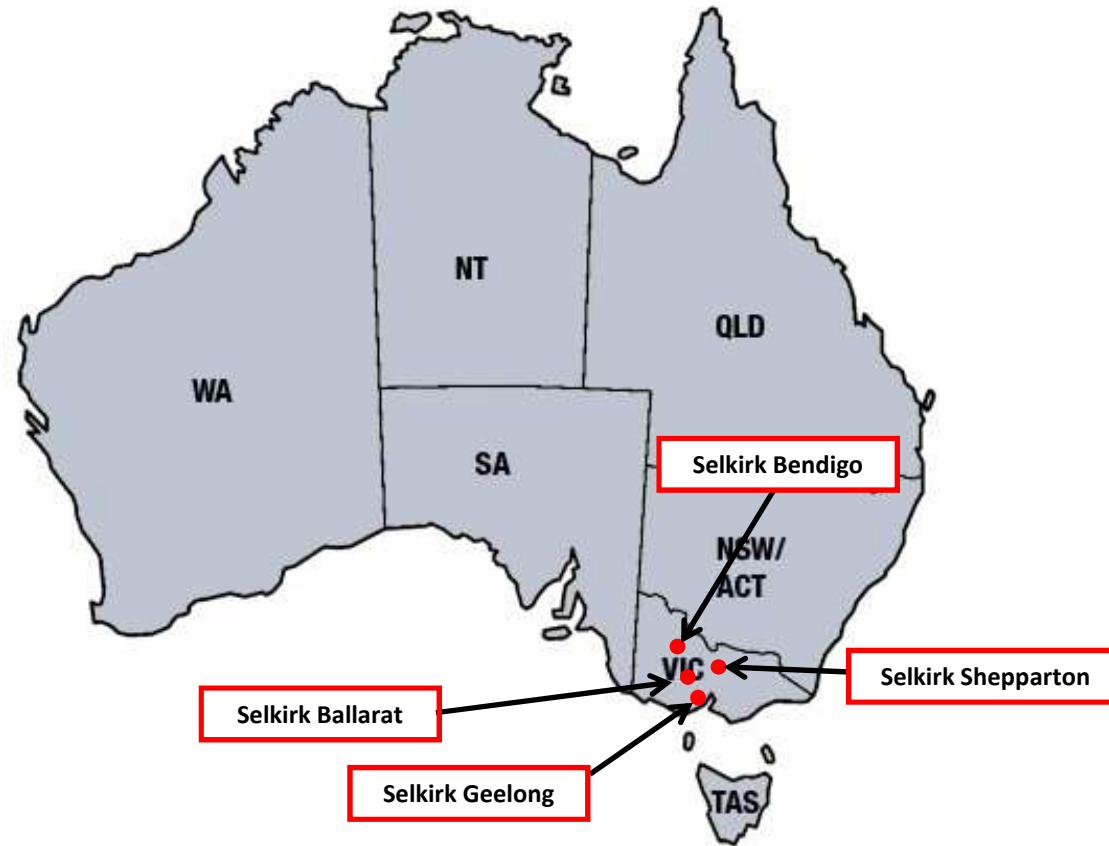 NT
QLD
WA
SA
Selkirk Bendigo
NSW/
ACT
VIC
Selkirk Shepparton
Selkirk Ballarat
Selkirk Geelong
TAS